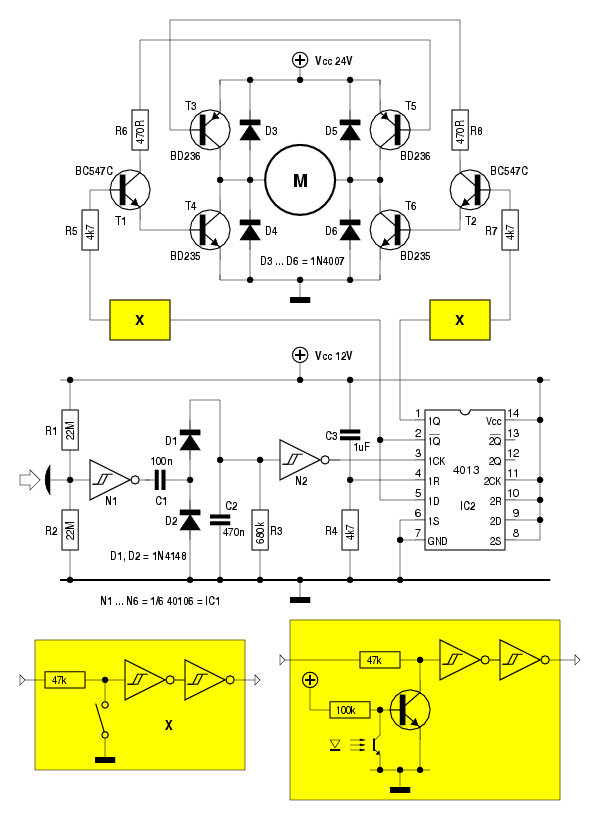 Vcc 24V
T3
T5
R6
470R
D3
D5
470R
R8
BD236
M
BD236
BC547C
BC547C
T1
T4
T6
T2
R5
4k7
D4
D6
R7
4k7
BD235
BD235
D3 ... D6 = 1N4007
X
X
Vcc 12V
R1
22M
D1
C3
1uF
1
1Q
Vcc
14
2
1Q
2Q
13
3
1CK
2Q
12
4013
4
1R
2CK
11
5
1D
2R
10
IC2
6
1S
2D
9
7
GND
2S
8
100n
N1
C1
N2
R2
22M
D2
C2
470n
680k
R3
R4
4k7
D1, D2 = 1N4148
N1 ... N6 = 1/6 40106 = IC1
47k
X
47k
100k